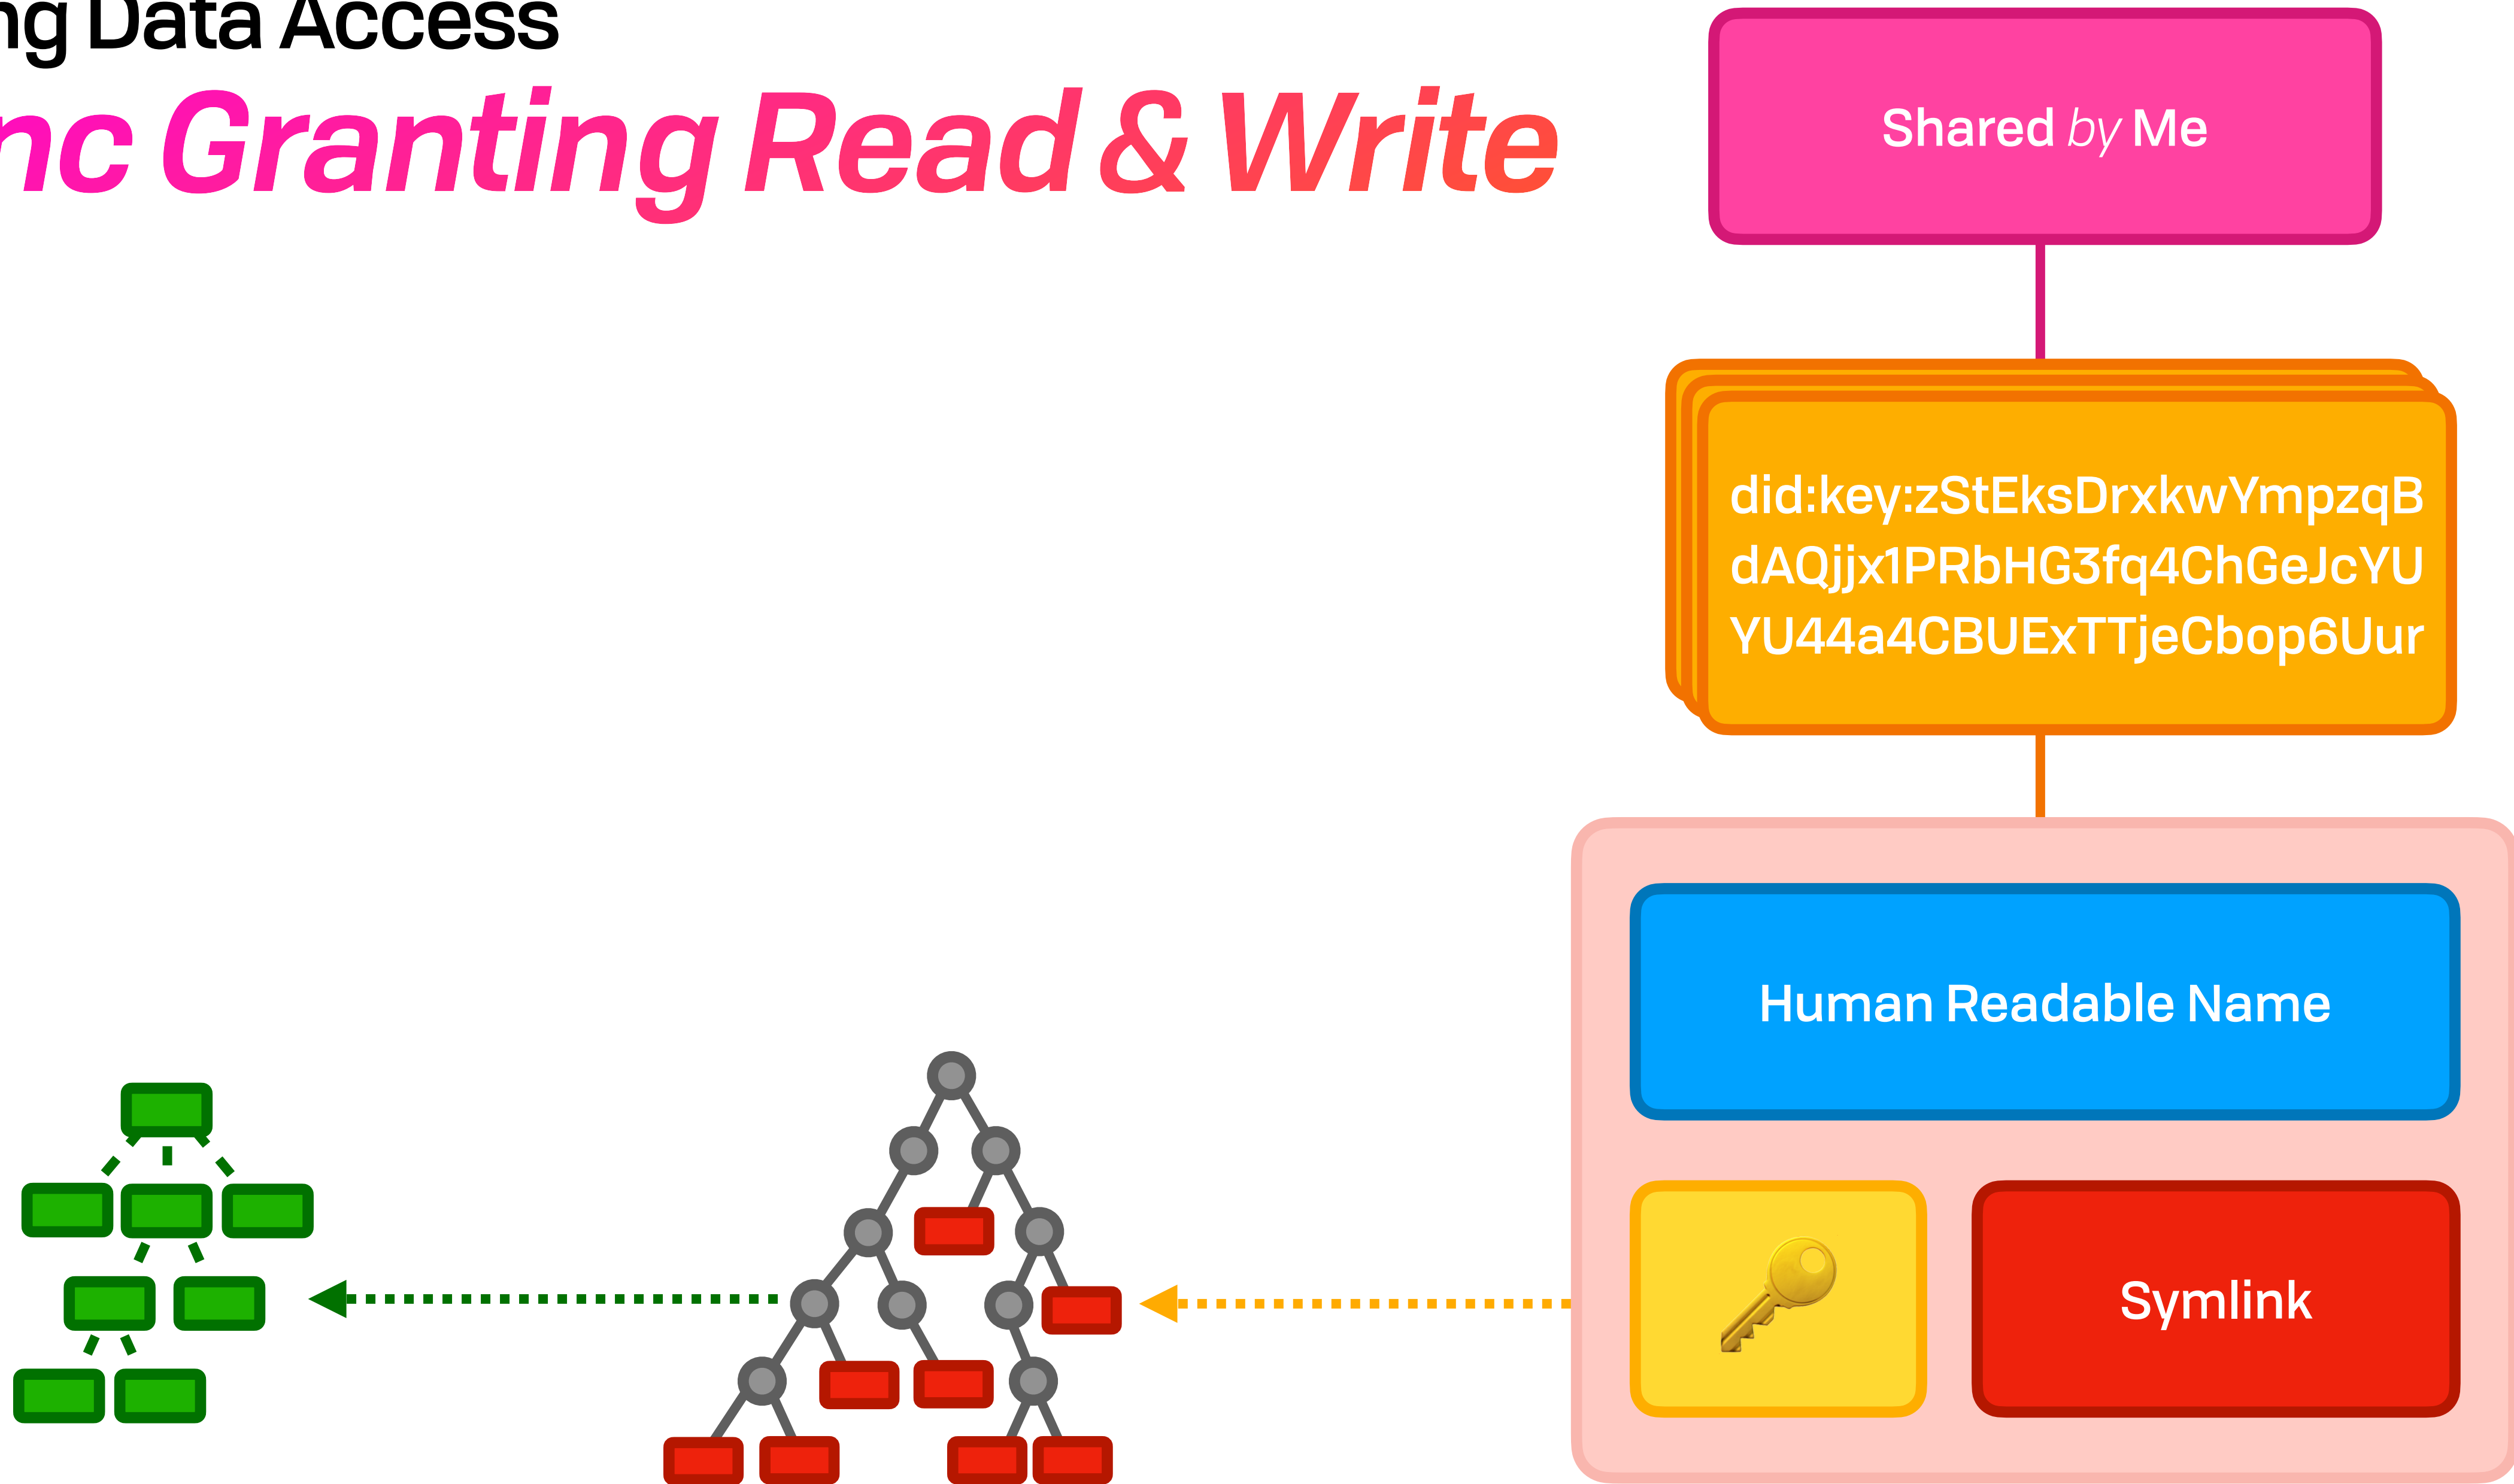 ng Data Access
nc Granting Read & Write
Shared by Me
did:key:zStEksDrxkwYmpzqB
dAQjjx1PRbHG3fq4ChGeJcYU
YU44a4CBUExTTjeCbop6Uur
Human Readable Name
Symlink